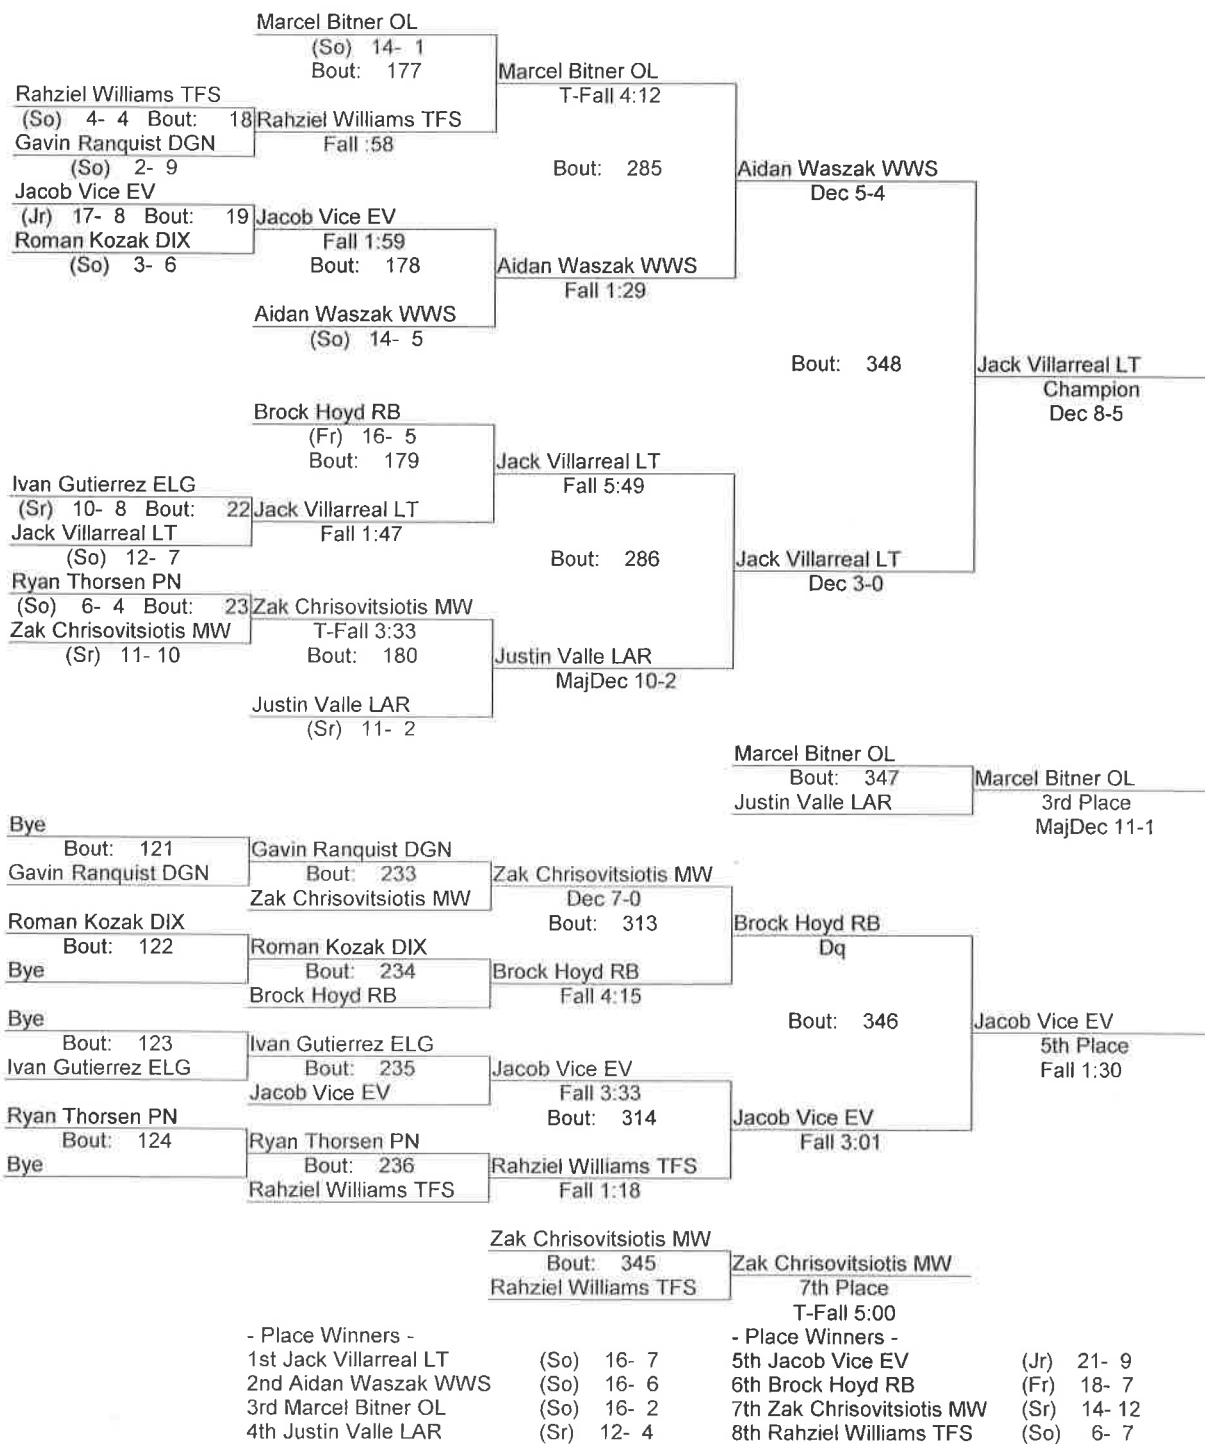 Marcel Bitner OL
(So) 14- 1
Bout: 177
Marcel Bitner OL
T-Fall 4:12
Rahziel Williams TFS
(So) 4- 4 Bout: 18
Rahziel Williams TFS
Gavin Ranquist DGN
Fall :58
(So) 2- 9
Bout: 285
Aidan Waszak WWS
Dec 5-4
Jacob Vice EV
(Jr) 17- 8 Bout: 19
Jacob Vice EV
Roman Kozak DIX
Fall 1:59
(So) 3- 6
Bout: 178
Aidan Waszak WWS
Fall 1:29
Aidan Waszak WWS
(So) 14- 5
Bout: 348
Jack Villarreal LT
Champion
Dec 8-5
Brock Hoyd RB
(Fr) 16- 5
Bout: 179
Jack Villarreal LT
Fall 5:49
Ivan Gutierrez ELG
(Sr) 10- 8 Bout: 22
Jack Villarreal LT
Jack Villarreal LT
Fall 1:47
(So) 12- 7
Bout: 286
Jack Villarreal LT
Dec 3-0
Ryan Thorsen PN
(So) 6- 4 Bout: 23
Zak Chrisovitsiotis MW
Zak Chrisovitsiotis MW
T-Fall 3:33
(Sr) 11- 10
Bout: 180
Justin Valle LAR
MajDec 10-2
Justin Valle LAR
(Sr) 11- 2
Marcel Bitner OL
Bout: 347
Marcel Bitner OL
Justin Valle LAR
3rd Place
MajDec 11-1
Bye
Bout: 121
Gavin Ranquist DGN
Gavin Ranquist DGN
Bout: 233
Zak Chrisovitsiotis MW
Zak Chrisovitsiotis MW
Dec 7-0
Roman Kozak DIX
Bout: 313
Brock Hoyd RB
Dq
Bout: 122
Roman Kozak DIX
Bye
Bout: 234
Brock Hoyd RB
Brock Hoyd RB
Fall 4:15
Bye
Bout: 346
Jacob Vice EV
5th Place
Fall 1:30
Bout: 123
Ivan Gutierrez ELG
Ivan Gutierrez ELG
Bout: 235
Jacob Vice EV
Jacob Vice EV
Fall 3:33
Ryan Thorsen PN
Bout: 314
Jacob Vice EV
Fall 3:01
Bout: 124
Ryan Thorsen PN
Bye
Bout: 236
Rahziel Williams TFS
Rahziel Williams TFS
Fall 1:18
Zak Chrisovitsiotis MW
Bout: 345
Zak Chrisovitsiotis MW
Rahziel Williams TFS
7th Place
T-Fall 5:00
- Place Winners -
1st Jack Villarreal LT (So) 16- 7
2nd Aidan Waszak WWS (So) 16- 6
3rd Marcel Bitner OL (So) 16- 2
4th Justin Valle LAR (Sr) 12- 4
- Place Winners -
5th Jacob Vice EV (Jr) 21- 9
6th Brock Hoyd RB (Fr) 18- 7
7th Zak Chrisovitsiotis MW (Sr) 14- 12
8th Rahziel Williams TFS (So) 6- 7